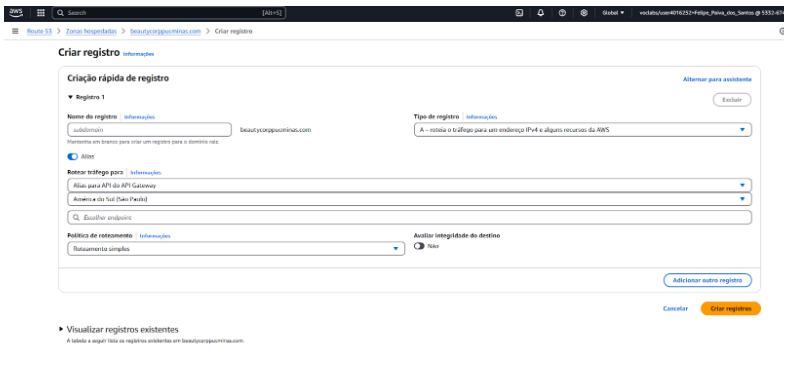 aws Search [Alt+S] Global voclabs/user4016252=Felipe_Paiva_dos_Santos @ 5332-674
Route 53 > Zonas hospedadas > beautycorppucminas.com > Criar registro
Criar registro Informações
Criação rápida de registro Alternar para assistente
Registro 1 Excluir
Nome do registro | Informações Tipo de registro | Informações
subdomain beautycorppucminas.com A – roteia o tráfego para um endereço IPv4 e alguns recursos da AWS
Mantenha em branco para criar um registro para o domínio raiz.
Alias
Rotear tráfego para | Informações
Alias para API do API Gateway
América do Sul (São Paulo)
Escolher endpoint
Política de roteamento | Informações Avaliar integridade do destino
Roteamento simples Não
Adicionar outro registro
Cancelar Criar registros
Visualizar registros existentes
A tabela a seguir lista os registros existentes em beautycorppucminas.com.